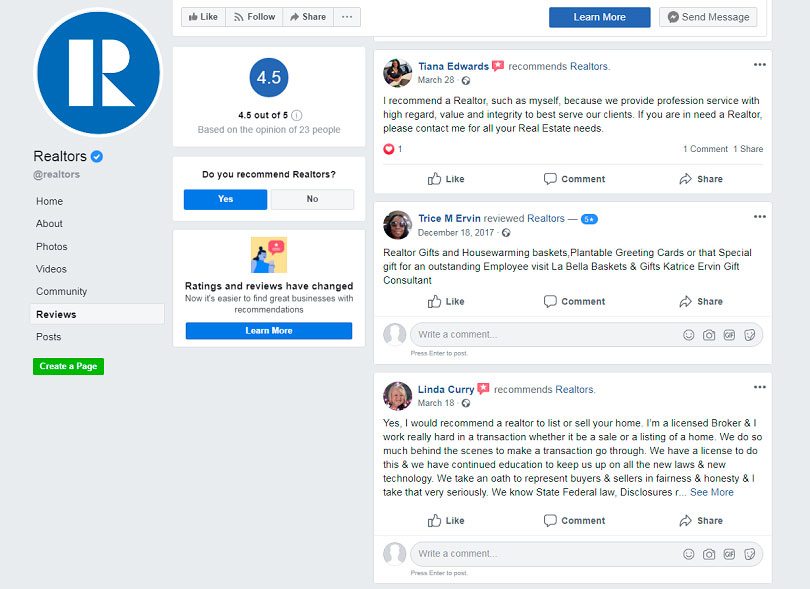 R
Like
Follow
Share
Learn More
Send Message
Realtors
@realtors
Home
About
Photos
Videos
Community
Reviews
Posts
Create a Page
4.5
4.5 out of 5
Based on the opinion of 23 people
Do you recommend Realtors?
Yes
No
Ratings and reviews have changed
Now it's easier to find great businesses with
recommendations
Learn More
Tiana Edwards recommends Realtors.
March 28 ·
I recommend a Realtor, such as myself, because we provide profession service with
high regard, value and integrity to best serve our clients. If you are in need a Realtor,
please contact me for all your Real Estate needs.
1
1 Comment 1 Share
Like Comment Share
Trice M Ervin reviewed Realtors — 5★
December 18, 2017 ·
Realtor Gifts and Housewarming baskets,Plantable Greeting Cards or that Special
gift for an outstanding Employee visit La Bella Baskets & Gifts Katrice Ervin Gift
Consultant
Like Comment Share
Write a comment...
GIF
Press Enter to post.
Linda Curry recommends Realtors.
March 18 ·
Yes, I would recommend a realtor to list or sell your home. I'm a licensed Broker & I
work really hard in a transaction whether it be a sale or a listing of a home. We do so
much behind the scenes to make a transaction go through. We have a license to do
this & we have continued education to keep us up on all the new laws & new
technology. We take an oath to represent buyers & sellers in fairness & honesty & I
take that very seriously. We know State Federal law, Disclosures r... See More
Like Comment Share
Write a comment...
GIF
Press Enter to post.